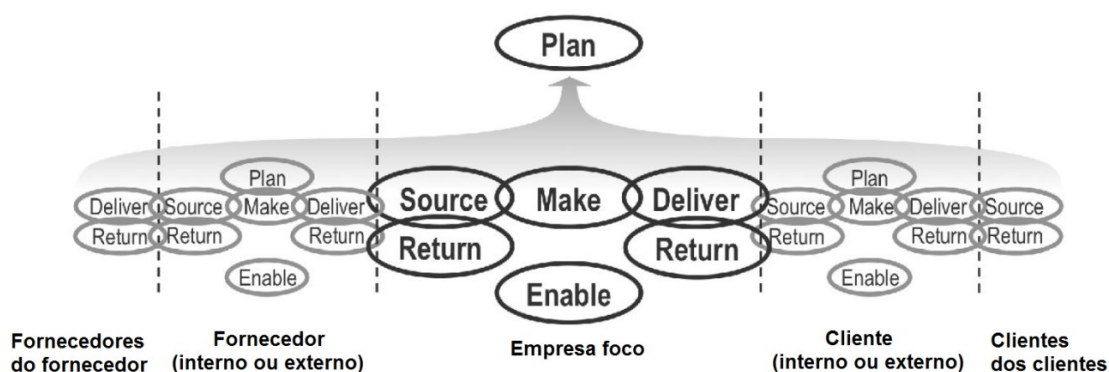 Plan
Plan
Plan
Deliver Source Make Deliver Source Make Deliver Source Make Deliver Source
Return Return Return Return Return Return Return Return
Enable Enable
Enable
Fornecedores
do fornecedor
Fornecedor
(interno ou externo)
Empresa foco
Cliente
(interno ou externo)
Clientes
dos clientes